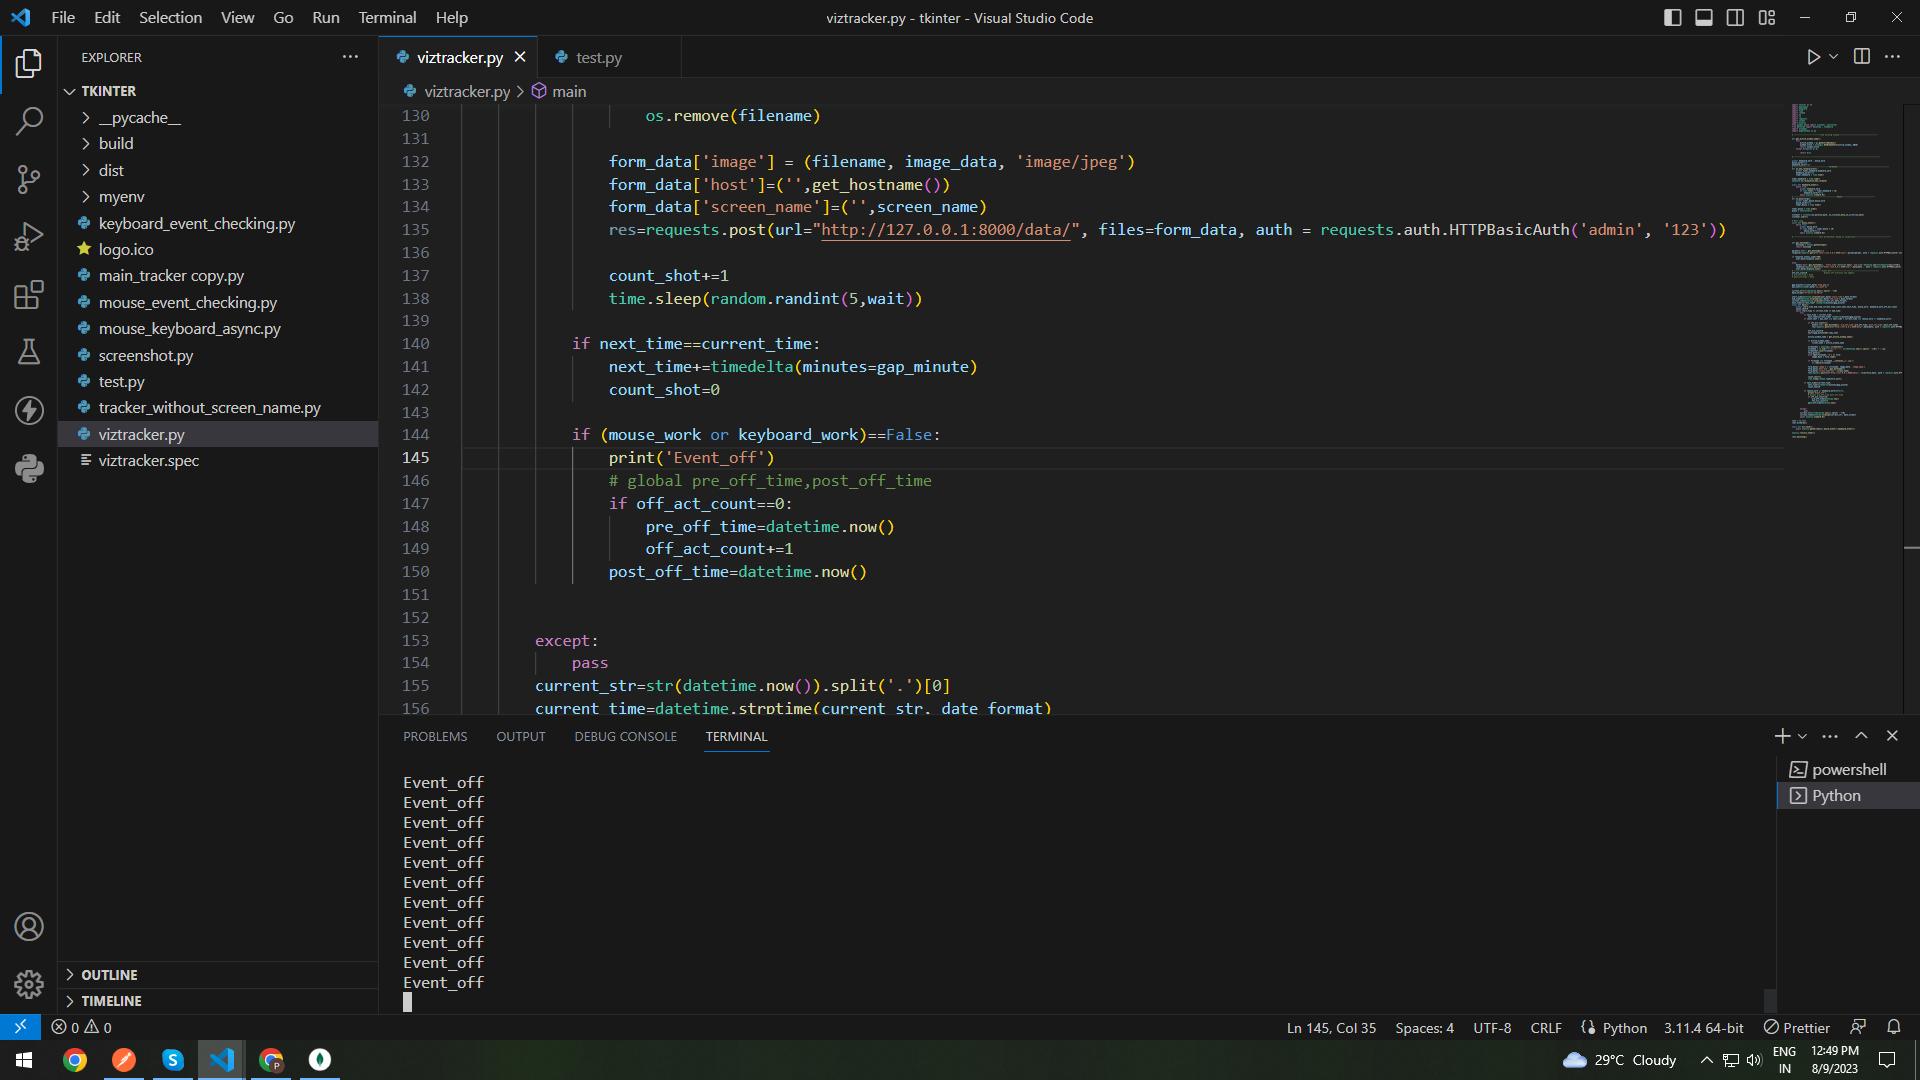 File Edit Selection View Go Run Terminal Help
viztracker.py - tkinter - Visual Studio Code
EXPLORER
TKINTER
__pycache__
build
dist
myenv
keyboard_event_checking.py
logo.ico
main_tracker copy.py
mouse_event_checking.py
mouse_keyboard_async.py
screenshot.py
test.py
tracker_without_screen_name.py
viztracker.py
viztracker.spec
OUTLINE
TIMELINE
viztracker.py test.py
viztracker.py > main
130 os.remove(filename)
131
132 form_data['image'] = (filename, image_data, 'image/jpeg')
133 form_data['host']=('',get_hostname())
134 form_data['screen_name']=('',screen_name)
135 res=requests.post(url="http://127.0.0.1:8000/data/", files=form_data, auth = requests.auth.HTTPBasicAuth('admin', '123'))
136
137 count_shot+=1
138 time.sleep(random.randint(5,wait))
139
140 if next_time==current_time:
141 next_time+=timedelta(minutes=gap_minute)
142 count_shot=0
143
144 if (mouse_work or keyboard_work)==False:
145 print('Event_off')
146 # global pre_off_time,post_off_time
147 if off_act_count==0:
148 pre_off_time=datetime.now()
149 off_act_count+=1
150 post_off_time=datetime.now()
151
152
153 except:
154 pass
155 current_str=str(datetime.now()).split('.')[0]
156 current_time=datetime.strptime(current_str, date_format)
PROBLEMS OUTPUT DEBUG CONSOLE TERMINAL
Event_off
Event_off
Event_off
Event_off
Event_off
Event_off
Event_off
Event_off
Event_off
Event_off
Event_off
powershell
Python
0 0
Ln 145, Col 35 Spaces: 4 UTF-8 CRLF Python 3.11.4 64-bit Prettier
29°C Cloudy
ENG
IN
12:49 PM
8/9/2023